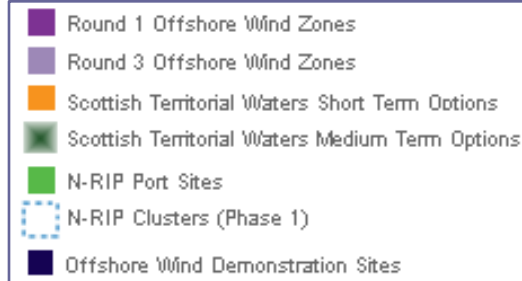 Round 1 Offshore Wind Zones
Round 3 Offshore Wind Zones
Scottish Territorial Waters Short Term Options
Scottish Territorial Waters Medium Term Options
N-RIP Port Sites
N-RIP Clusters (Phase 1)
Offshore Wind Demonstration Sites